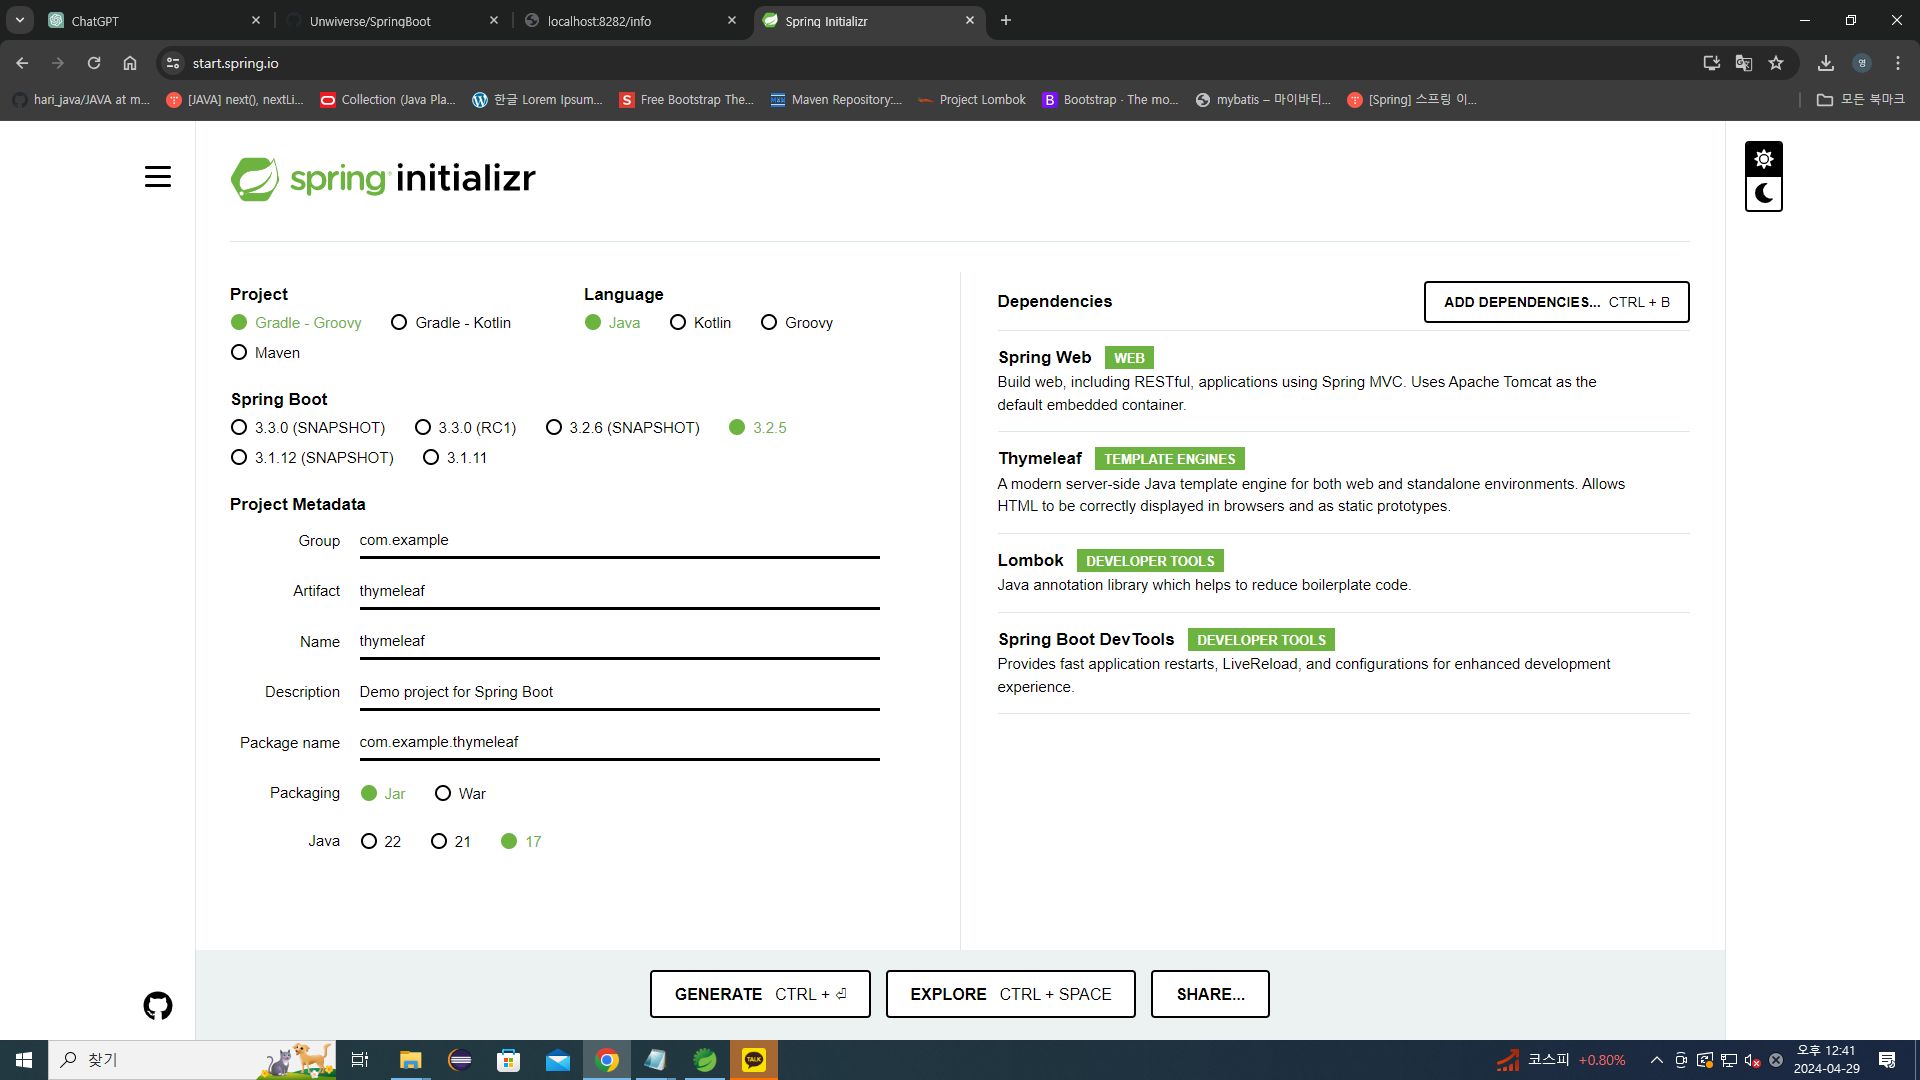 ChatGPT
Unwiverse/SpringBoot
localhost:8282/info
Spring Initializr
start.spring.io
영
hari_java/JAVA at m...
[JAVA] next(), nextLi...
Collection (Java Pla...
한글 Lorem Ipsum...
Free Bootstrap The...
Maven Repository:...
Project Lombok
Bootstrap · The mo...
mybatis – 마이바티...
[Spring] 스프링 이...
모든 북마크
spring initializr
Project
Gradle - Groovy
Gradle - Kotlin
Maven
Language
Java
Kotlin
Groovy
Spring Boot
3.3.0 (SNAPSHOT)
3.3.0 (RC1)
3.2.6 (SNAPSHOT)
3.2.5
3.1.12 (SNAPSHOT)
3.1.11
Project Metadata
Group com.example
Artifact thymeleaf
Name thymeleaf
Description Demo project for Spring Boot
Package name com.example.thymeleaf
Packaging Jar War
Java 22 21 17
Dependencies
ADD DEPENDENCIES... CTRL + B
Spring Web WEB
Build web, including RESTful, applications using Spring MVC. Uses Apache Tomcat as the
default embedded container.
Thymeleaf TEMPLATE ENGINES
A modern server-side Java template engine for both web and standalone environments. Allows
HTML to be correctly displayed in browsers and as static prototypes.
Lombok DEVELOPER TOOLS
Java annotation library which helps to reduce boilerplate code.
Spring Boot DevTools DEVELOPER TOOLS
Provides fast application restarts, LiveReload, and configurations for enhanced development
experience.
GENERATE CTRL + ⏎
EXPLORE CTRL + SPACE
SHARE...
찾기
TALK
코스피 +0.80%
오후 12:41
2024-04-29